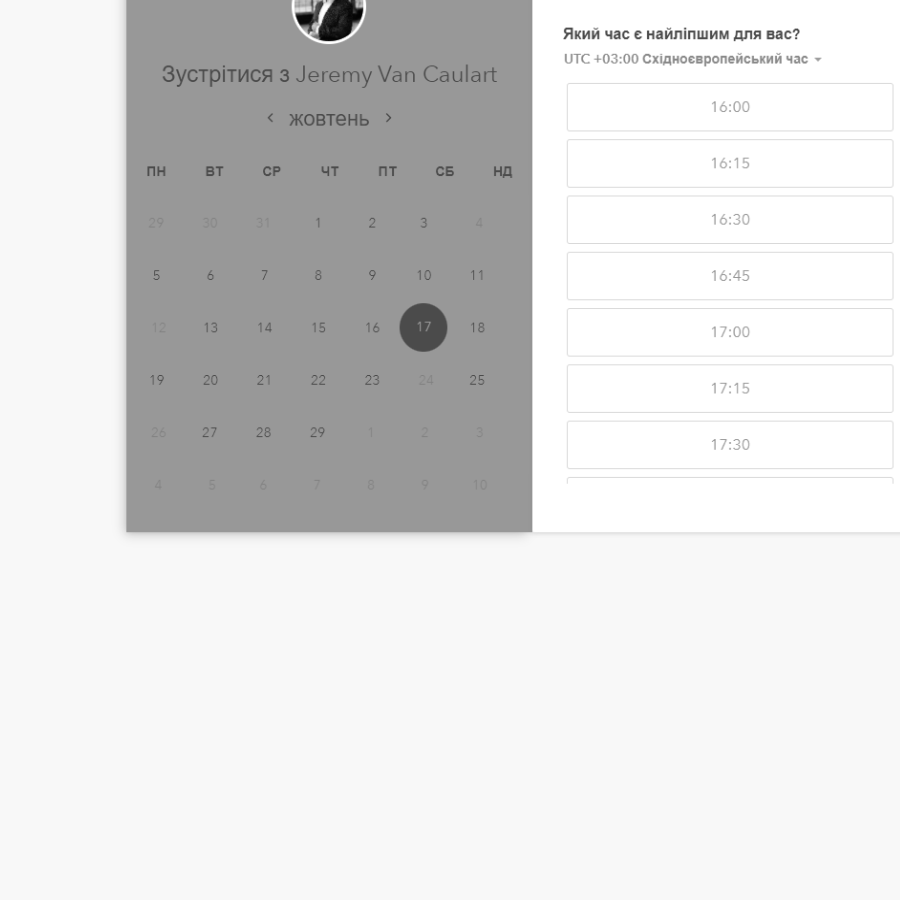 Зустрітися з Jeremy Van Caulart
жовтень
ПН ВТ СР ЧТ ПТ СБ НД
29 30 31 1 2 3 4
5 6 7 8 9 10 11
12 13 14 15 16 17 18
19 20 21 22 23 24 25
26 27 28 29 1 2 3
4 5 6 7 8 9 10
Який час є найліпшим для вас?
UTC +03:00 Східноєвропейський час
16:00
16:15
16:30
16:45
17:00
17:15
17:30